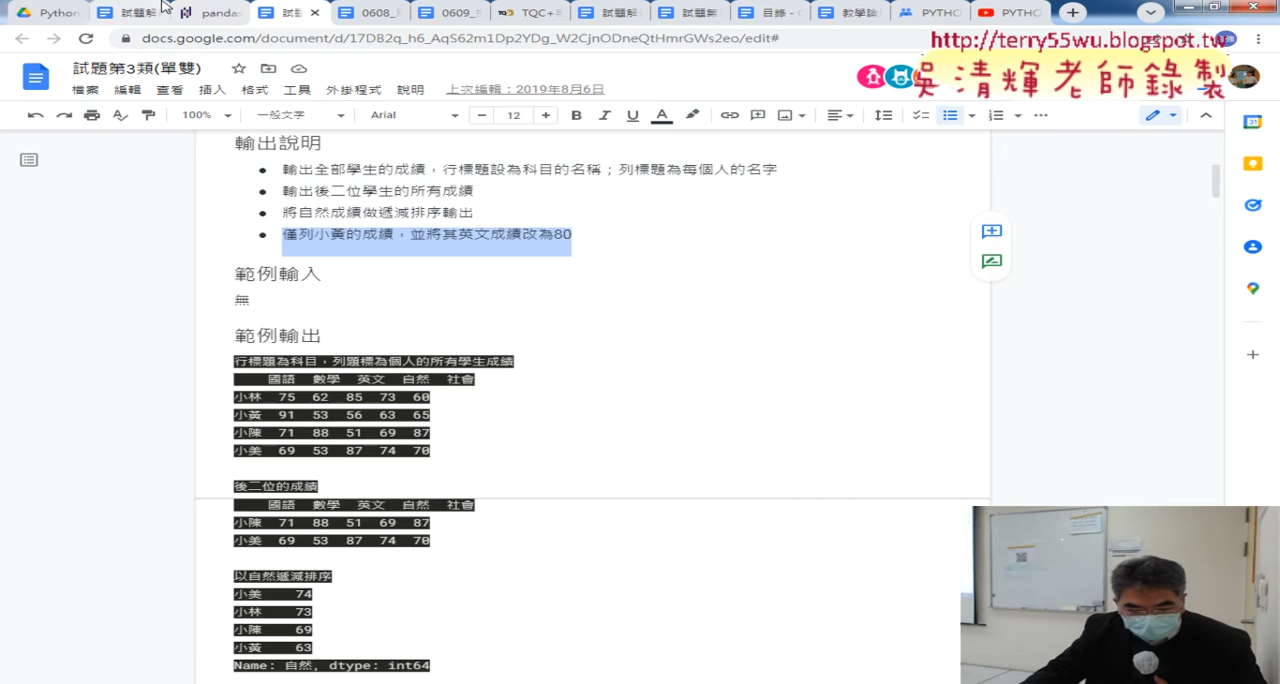 Python
試題解
pandas
試題
0608_
0609_
TQC+
試題解
試題第
目錄 -
教學論
PYTHO
PYTHO
docs.google.com/document/d/17DB2q_h6_AqS62m1Dp2YDg_W2CjnODneQtHmrGWs2eo/edit#
http://terry55wu.blogspot.tw
吳清輝老師錄製
試題第3類(單雙)
檔案 編輯 查看 插入 格式 工具 外掛程式 說明 上次編輯:2019年8月6日
100% 一般文字 Arial 12 B I U A
輸出說明
輸出全部學生的成績,行標題設為科目的名稱;列標題為每個人的名字
輸出後二位學生的所有成績
將自然成績做遞減排序輸出
僅列小黃的成績,並將其英文成績改為80
範例輸入
無
範例輸出
行標題為科目,列題標為個人的所有學生成績
國語 數學 英文 自然 社會
小林 75 62 85 73 60
小黃 91 53 56 63 65
小陳 71 88 51 69 87
小美 69 53 87 74 70
後二位的成績
國語 數學 英文 自然 社會
小陳 71 88 51 69 87
小美 69 53 87 74 70
以自然遞減排序
小美 74
小林 73
小陳 69
小黃 63
Name: 自然, dtype: int64
31